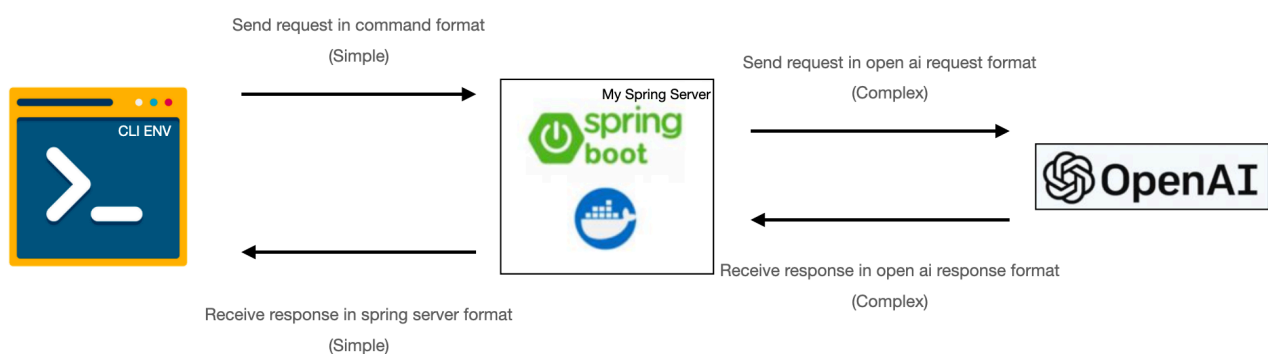 Send request in command format
(Simple)
Send request in open ai request format
(Complex)
My Spring Server
CLI ENV
spring
boot
OpenAI
Receive response in open ai response format
(Complex)
Receive response in spring server format
(Simple)